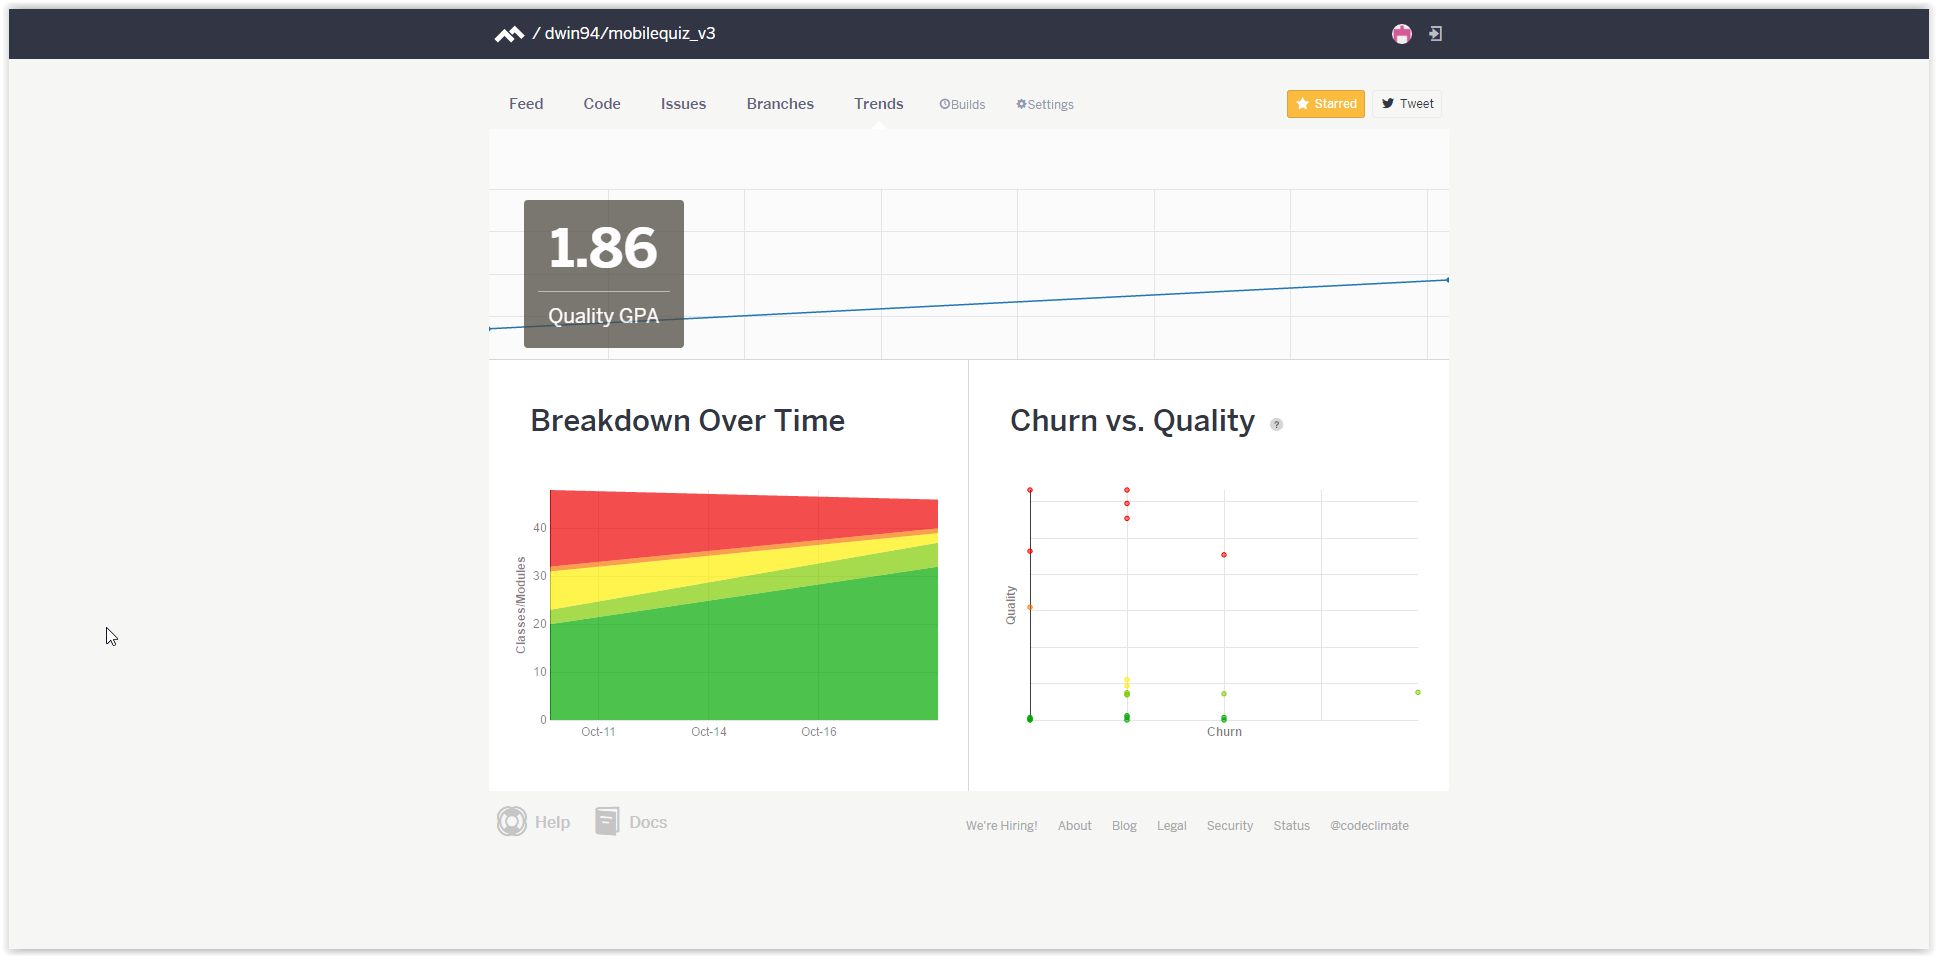 / dwin94/mobilequiz_v3
Feed Code Issues Branches Trends Builds Settings Starred Tweet
1.86
Quality GPA
Breakdown Over Time
Classes/Modules
40
30
20
10
0
Oct-11 Oct-14 Oct-16
Churn vs. Quality ?
Quality
Churn
Help Docs We're Hiring! About Blog Legal Security Status @codeclimate